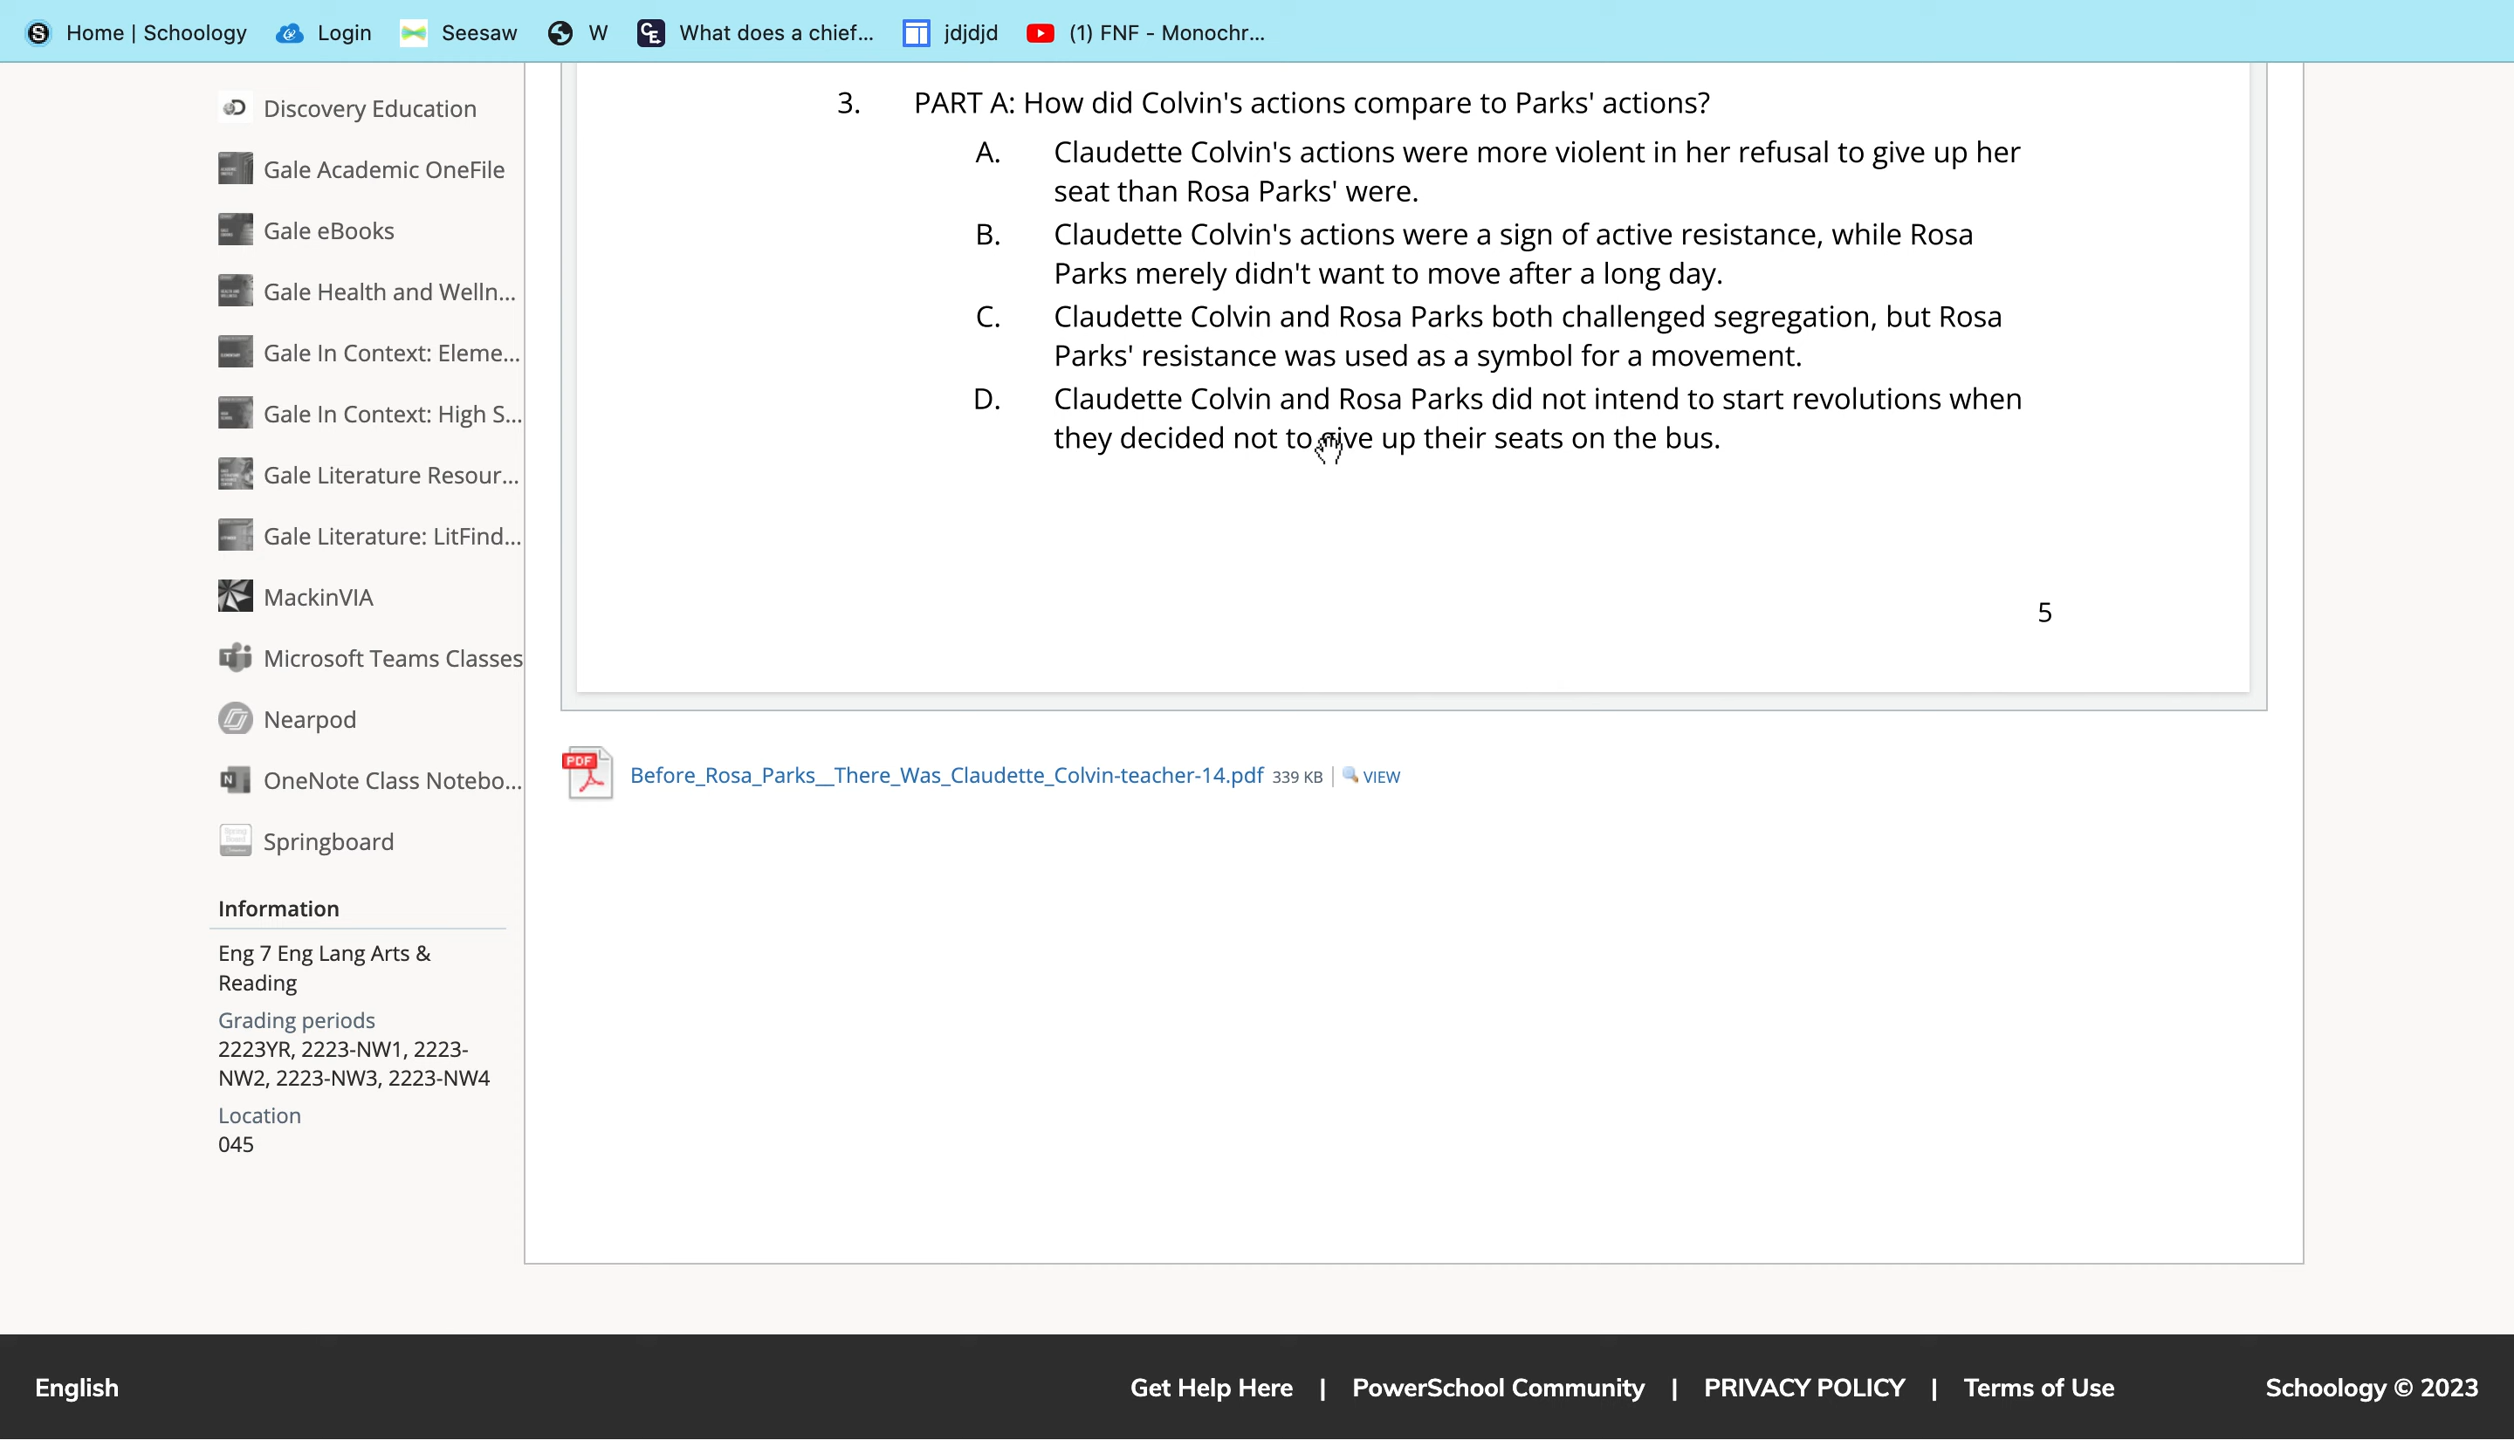 Home | Schoology Login Seesaw W What does a chief... jdjdjd (1) FNF - Monochr...
Discovery Education
Gale Academic OneFile
Gale eBooks
Gale Health and Welln...
Gale In Context: Eleme...
Gale In Context: High S...
Gale Literature Resour...
Gale Literature: LitFind...
MackinVIA
Microsoft Teams Classes
Nearpod
OneNote Class Notebo...
Springboard
Information
Eng 7 Eng Lang Arts &
Reading
Grading periods
2223YR, 2223-NW1, 2223-
NW2, 2223-NW3, 2223-NW4
Location
045
3. PART A: How did Colvin's actions compare to Parks' actions?
A. Claudette Colvin's actions were more violent in her refusal to give up her
seat than Rosa Parks' were.
B. Claudette Colvin's actions were a sign of active resistance, while Rosa
Parks merely didn't want to move after a long day.
C. Claudette Colvin and Rosa Parks both challenged segregation, but Rosa
Parks' resistance was used as a symbol for a movement.
D. Claudette Colvin and Rosa Parks did not intend to start revolutions when
they decided not to give up their seats on the bus.
5
PDF Before_Rosa_Parks__There_Was_Claudette_Colvin-teacher-14.pdf 339 KB | VIEW
English Get Help Here | PowerSchool Community | PRIVACY POLICY | Terms of Use Schoology © 2023